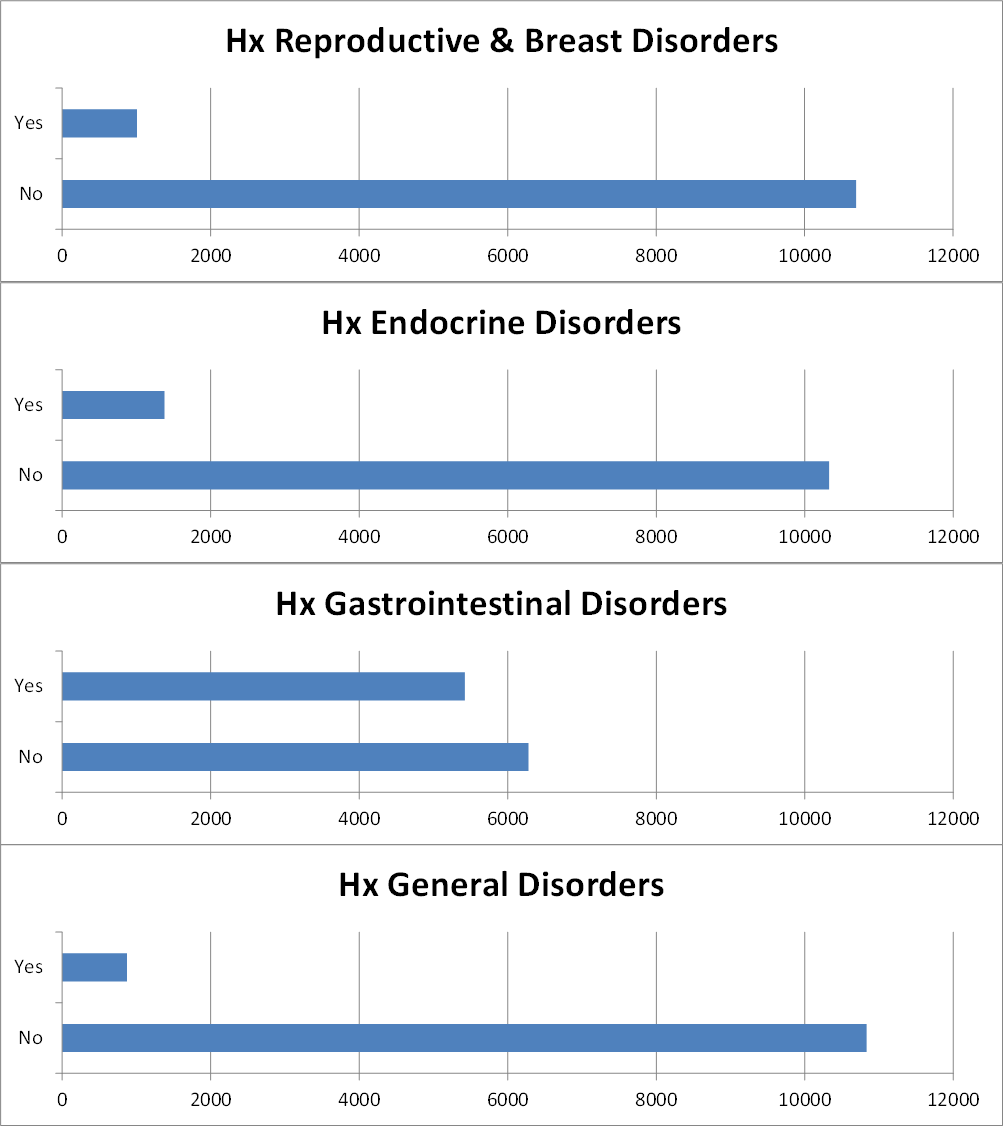 Hx Reproductive & Breast Disorders
Yes
No
0 2000 4000 6000 8000 10000 12000
Hx Endocrine Disorders
Yes
No
0 2000 4000 6000 8000 10000 12000
Hx Gastrointestinal Disorders
Yes
No
0 2000 4000 6000 8000 10000 12000
Hx General Disorders
Yes
No
0 2000 4000 6000 8000 10000 12000